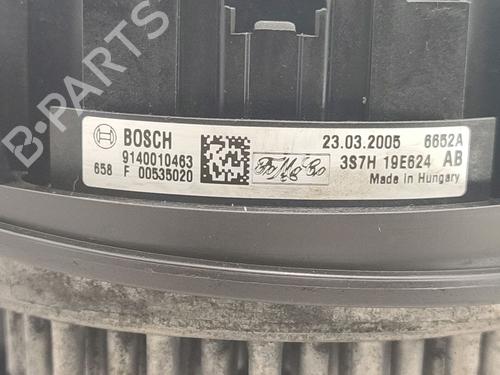 B-PARTS
BOSCH
9140010463
658 F 00535020
23.03.2005 6652A
3S7H 19E624 AB
Made in Hungary